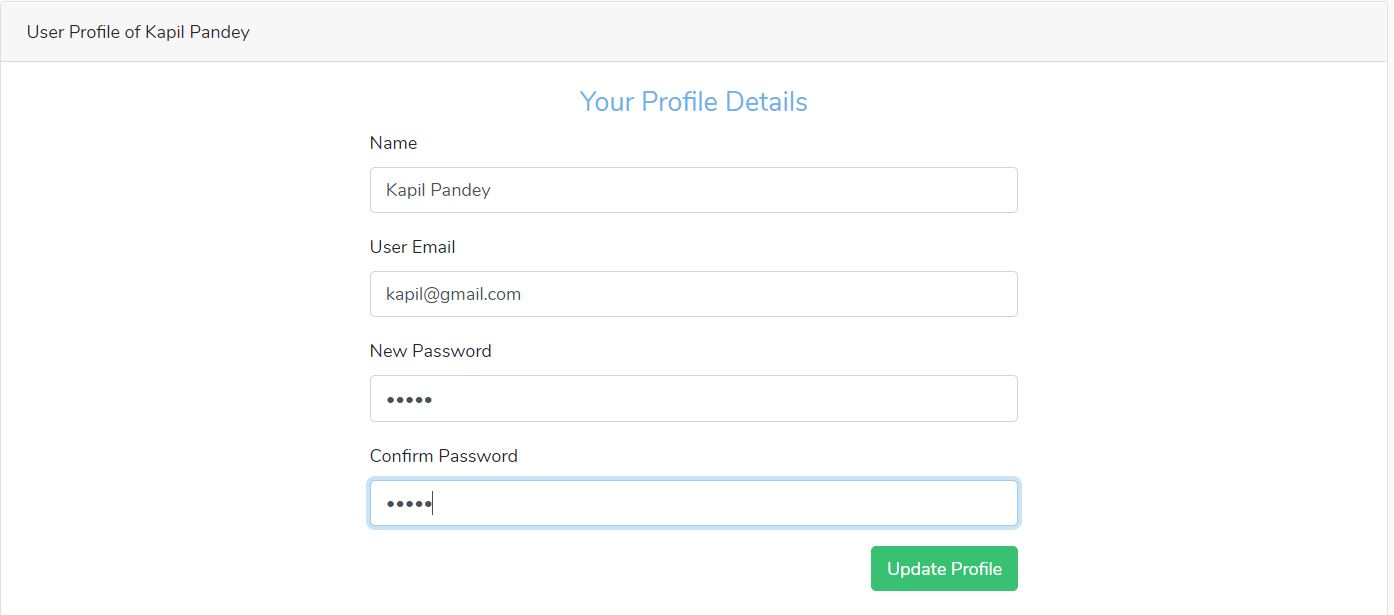 User Profile of Kapil Pandey
Your Profile Details
Name
Kapil Pandey
User Email
kapil@gmail.com
New Password
•••••
Confirm Password
•••••
Update Profile